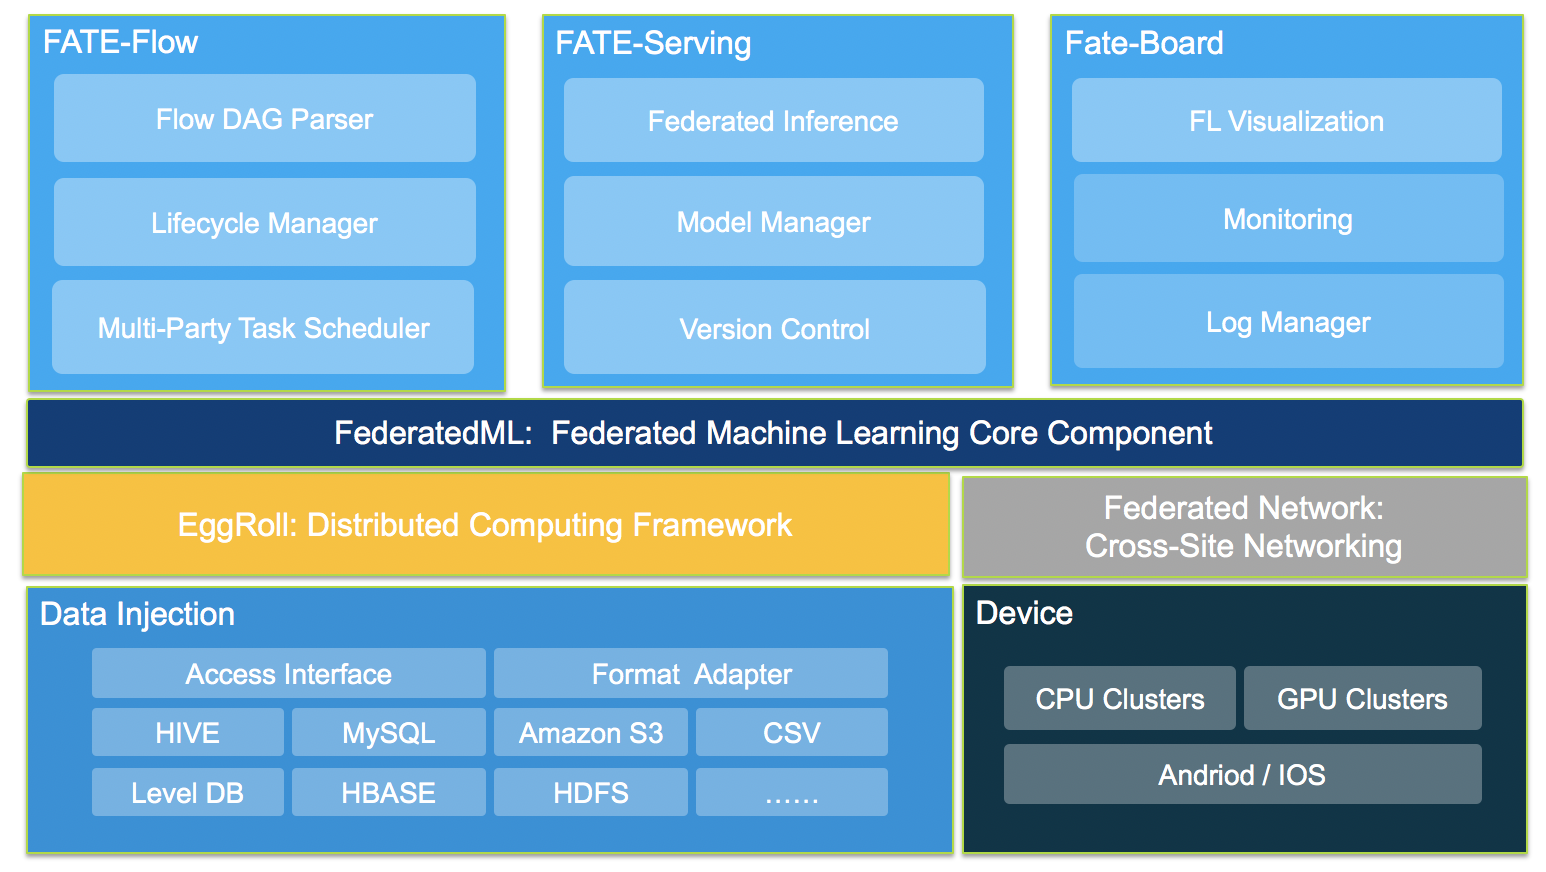 FATE-Flow
Flow DAG Parser
Lifecycle Manager
Multi-Party Task Scheduler
FATE-Serving
Federated Inference
Model Manager
Version Control
Fate-Board
FL Visualization
Monitoring
Log Manager
FederatedML:  Federated Machine Learning Core Component
EggRoll: Distributed Computing Framework
Federated Network:
Cross-Site Networking
Data Injection
Access Interface
Format  Adapter
HIVE
MySQL
Amazon S3
CSV
Level DB
HBASE
HDFS
......
Device
CPU Clusters
GPU Clusters
Andriod / IOS